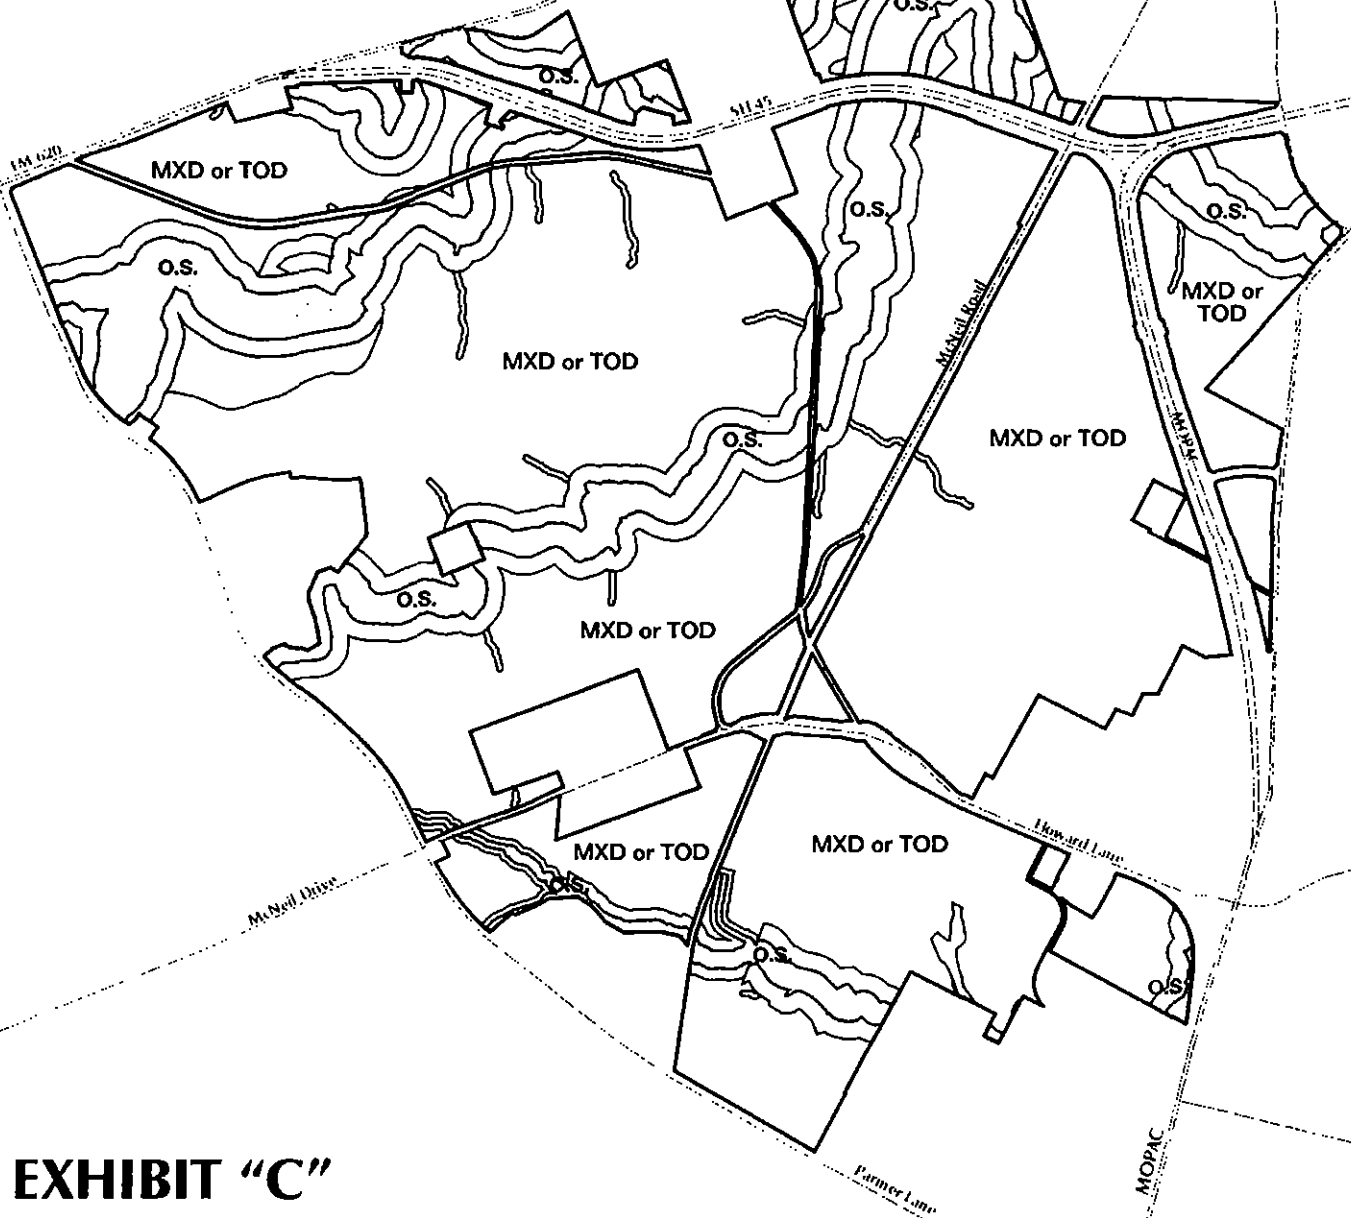 O.S.
O.S.
SH 45
FM 620
MXD or TOD
O.S.
O.S.
O.S.
MXD or
TOD
McNeil Road
MXD or TOD
O.S.
MXD or TOD
MOPAC
O.S.
MXD or TOD
Howard Lane
MXD or TOD
MXD or TOD
O.S.
McNeil Drive
O.S.
O.S.
MOPAC
Parmer Lane
EXHIBIT “C”